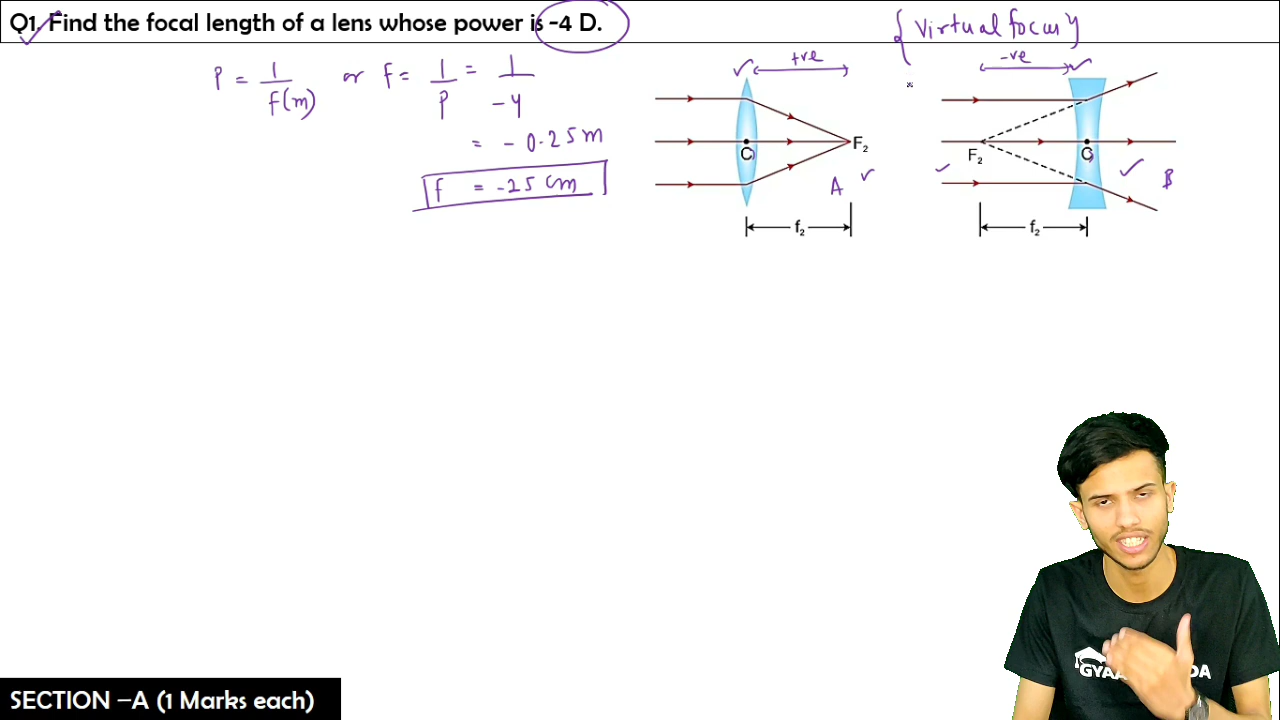 Q1. Find the focal length of a lens whose power is -4 D.
{ Virtual focus }
P = 1/f(m) or f = 1/P = 1/-4
= - 0.25 m
f = -25 cm
+ve
-ve
C
F₂
A
f₂
F₂
C
B
f₂
SECTION –A (1 Marks each)